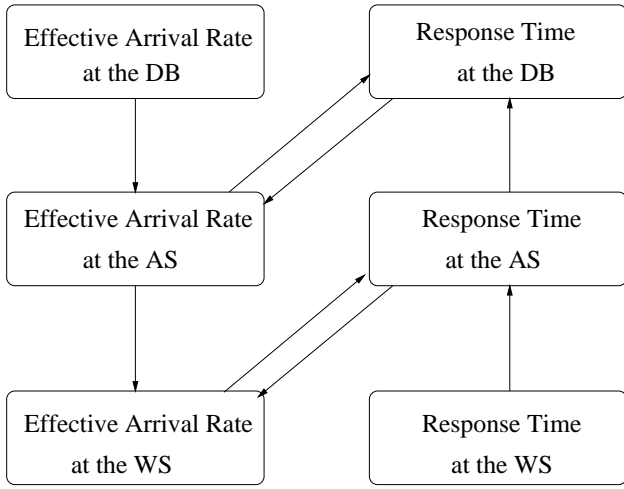 Effective Arrival Rate
at the DB
Response Time
at the DB
Effective Arrival Rate
at the AS
Response Time
at the AS
Effective Arrival Rate
at the WS
Response Time
at the WS